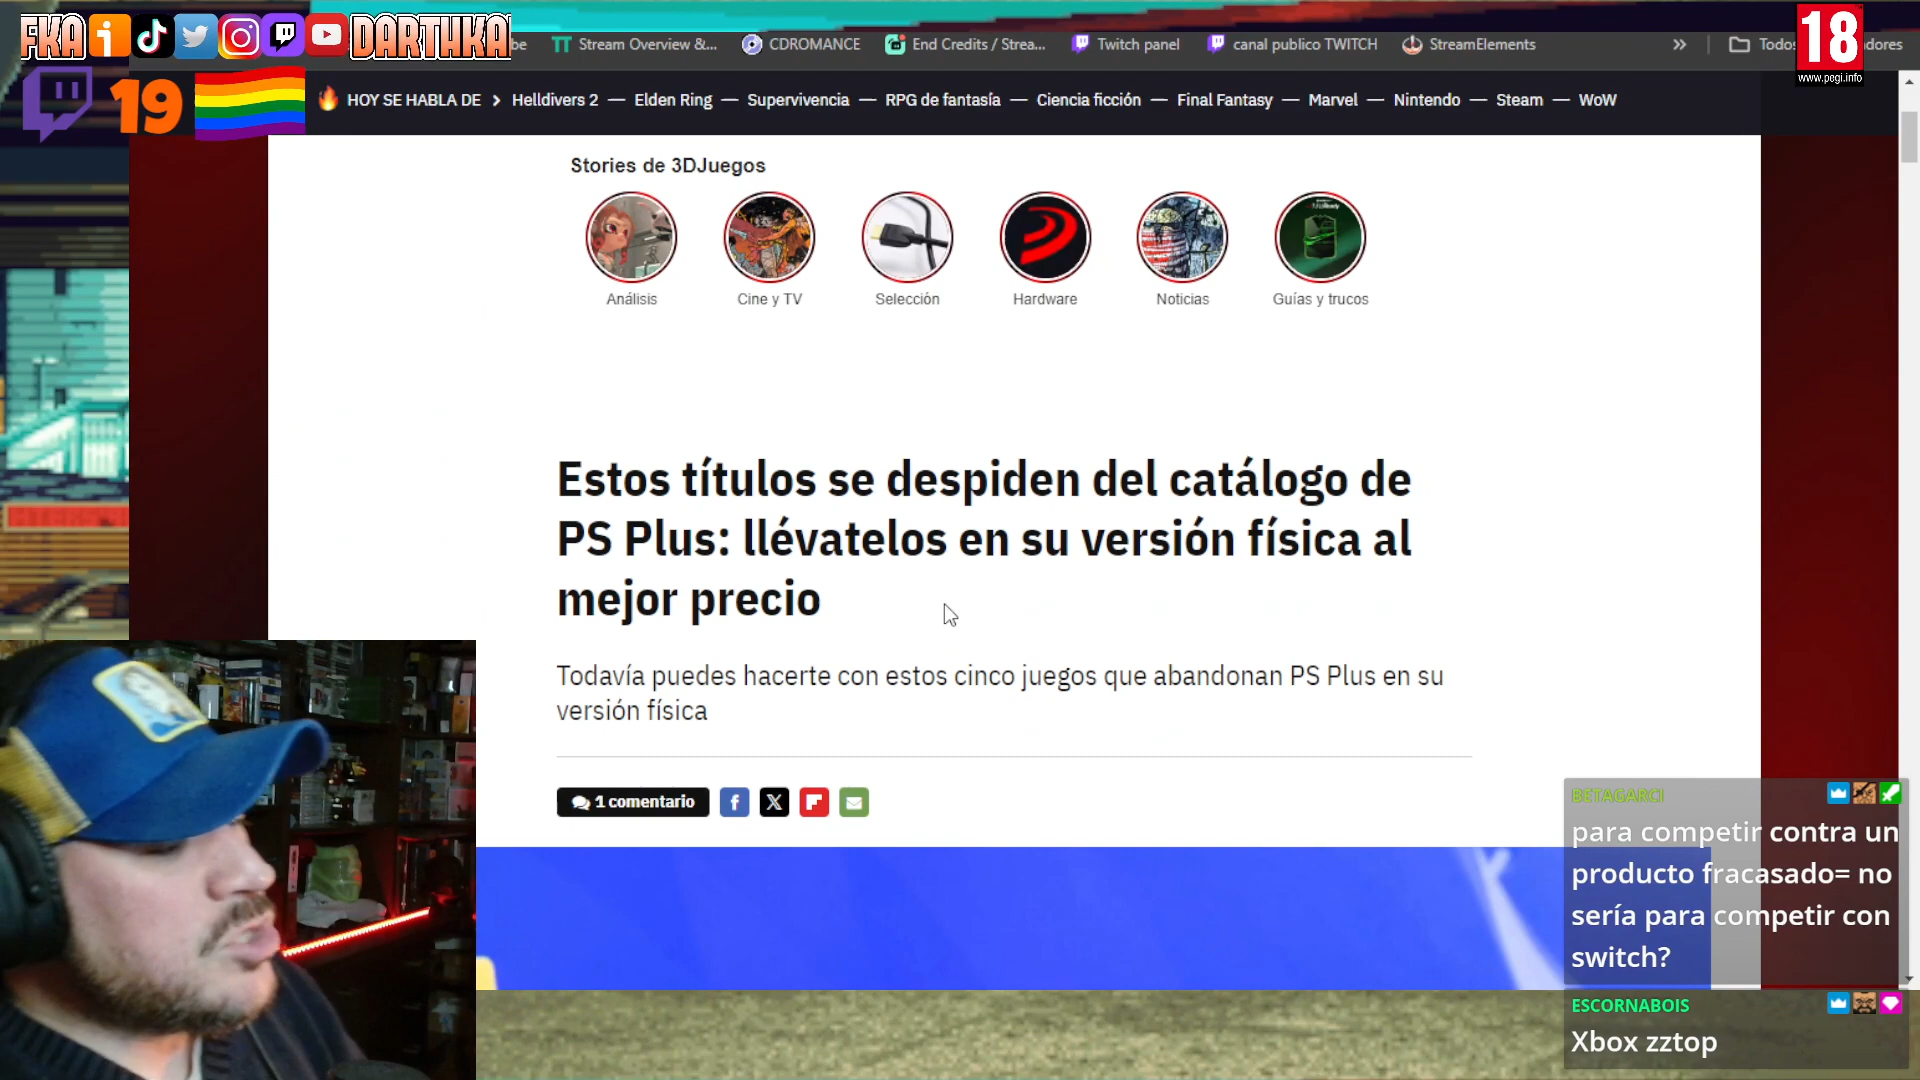 FKA i DARTHKA
be
Stream Overview &...
CDROMANCE
End Credits / Strea...
Twitch panel
canal publico TWITCH
StreamElements
»
Todos
adores
18
www.pegi.info
19
HOY SE HABLA DE > Helldivers 2 — Elden Ring — Supervivencia — RPG de fantasía — Ciencia ficción — Final Fantasy — Marvel — Nintendo — Steam — WoW
Stories de 3DJuegos
Análisis
Cine y TV
Selección
Hardware
Noticias
Guías y trucos
Estos títulos se despiden del catálogo de
PS Plus: llévatelos en su versión física al
mejor precio
Todavía puedes hacerte con estos cinco juegos que abandonan PS Plus en su
versión física
1 comentario
BETAGARCI
para competir contra un
producto fracasado= no
sería para competir con
switch?
ESCORNABOIS
Xbox zztop